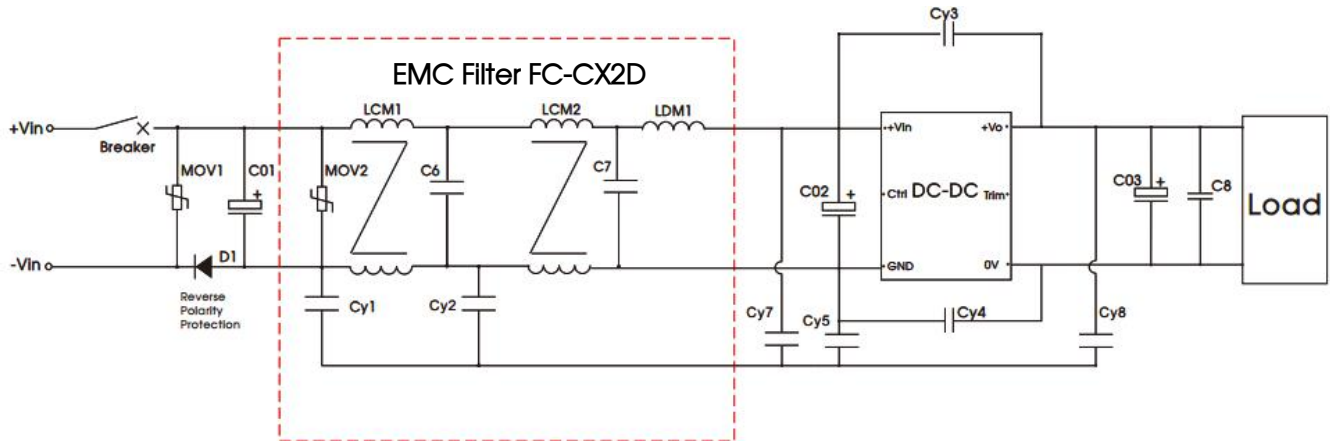 Cy3
EMC Filter FC-CX2D
LCM1
LCM2
LDM1
+Vin
Breaker
+Vin
+Vo
MOV1
C01
+
MOV2
C6
C7
C02
+
Ctrl
DC-DC
Trim
C03
+
C8
Load
-Vin
D1
GND
0V
Reverse
Polarity
Protection
Cy1
Cy2
Cy7
Cy5
Cy4
Cy8